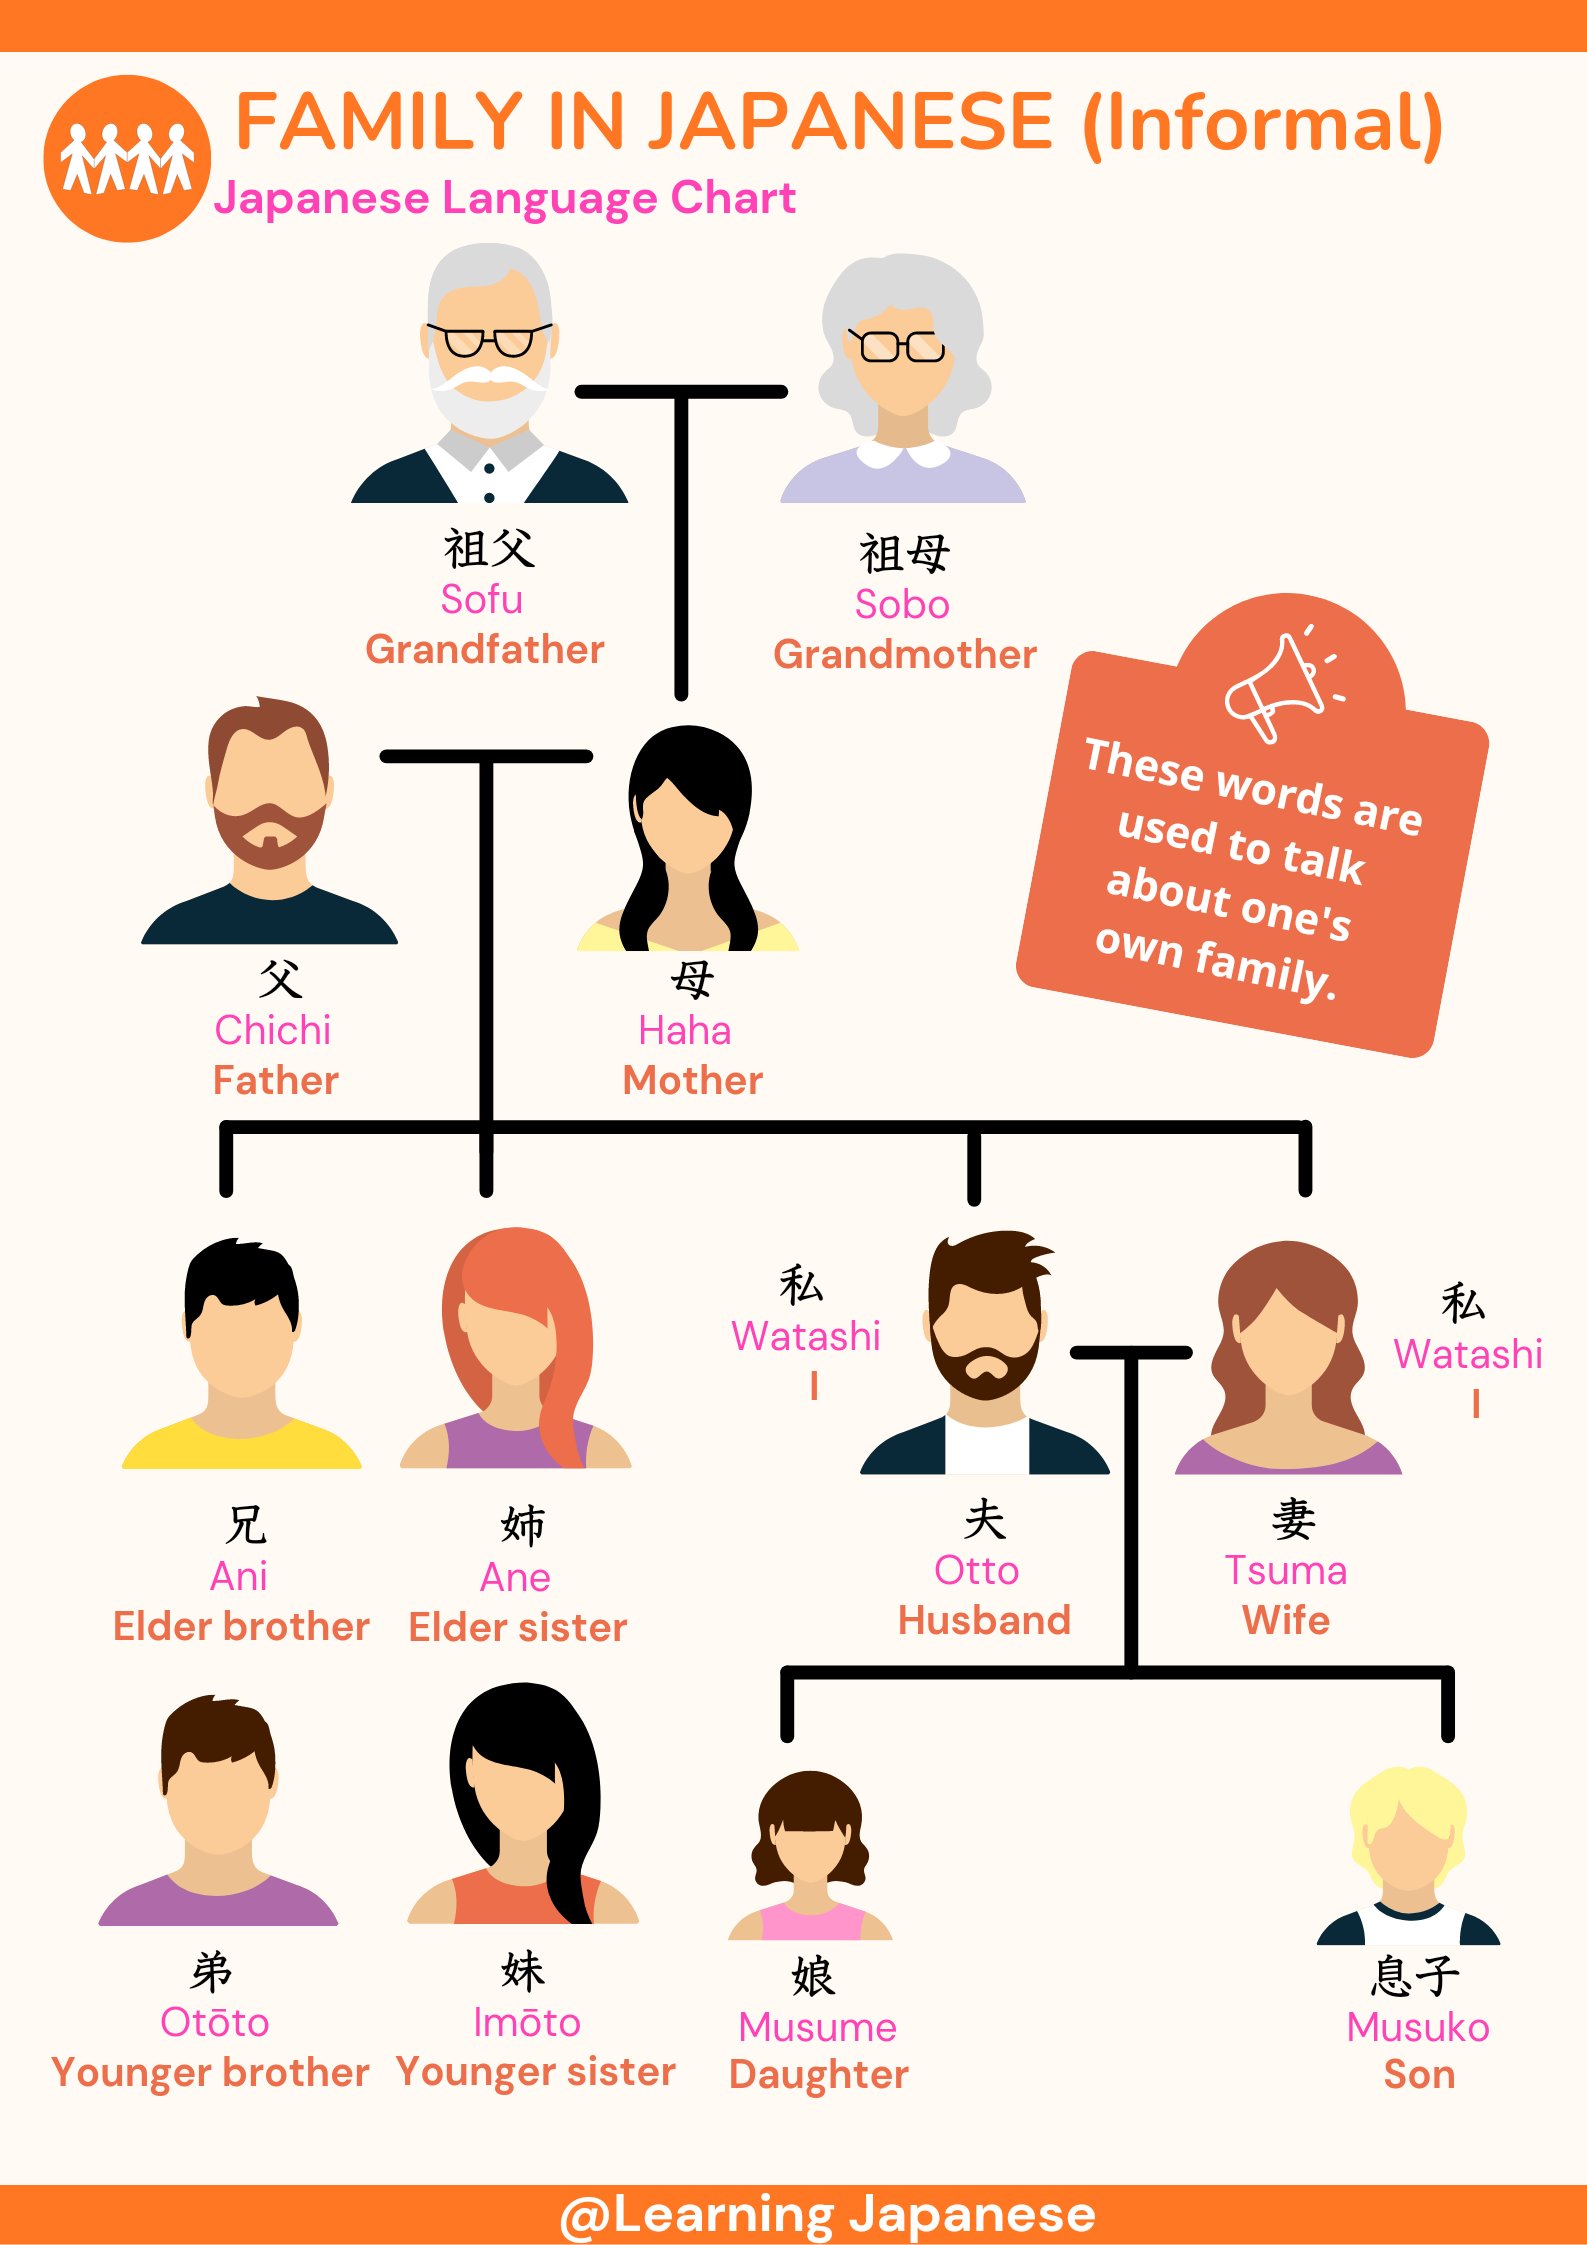 FAMILY IN JAPANESE (Informal)
Japanese Language Chart
祖父
Sofu
Grandfather
祖母
Sobo
Grandmother
These words are
used to talk
about one's
own family.
父
Chichi
Father
母
Haha
Mother
兄
Ani
Elder brother
姉
Ane
Elder sister
私
Watashi
I
夫
Otto
Husband
妻
Tsuma
Wife
私
Watashi
I
弟
Otōto
Younger brother
妹
Imōto
Younger sister
娘
Musume
Daughter
息子
Musuko
Son
@Learning Japanese